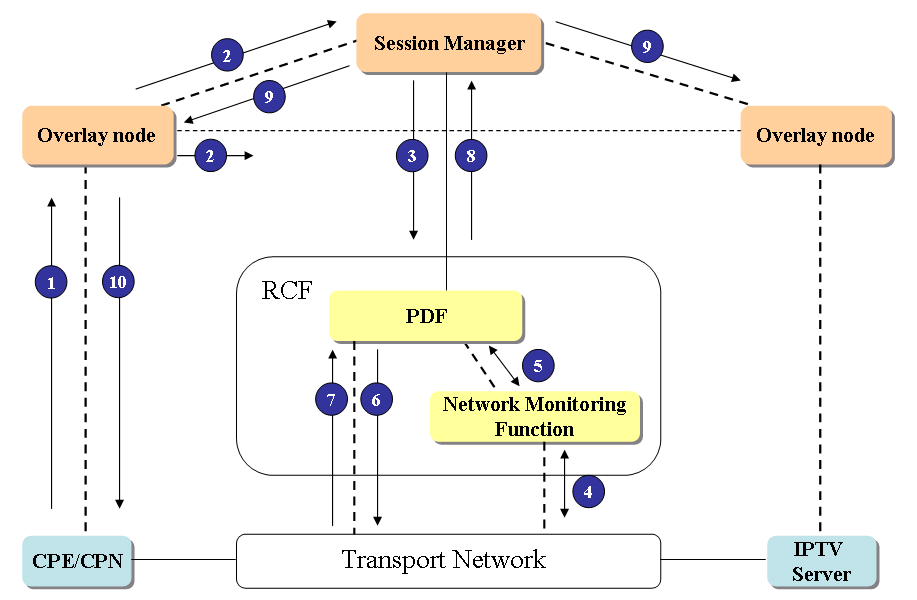 Session Manager
2
9
9
Overlay node
Overlay node
2
3
8
1
10
RCF
PDF
5
7
6
Network Monitoring
Function
4
CPE/CPN
Transport Network
IPTV
Server